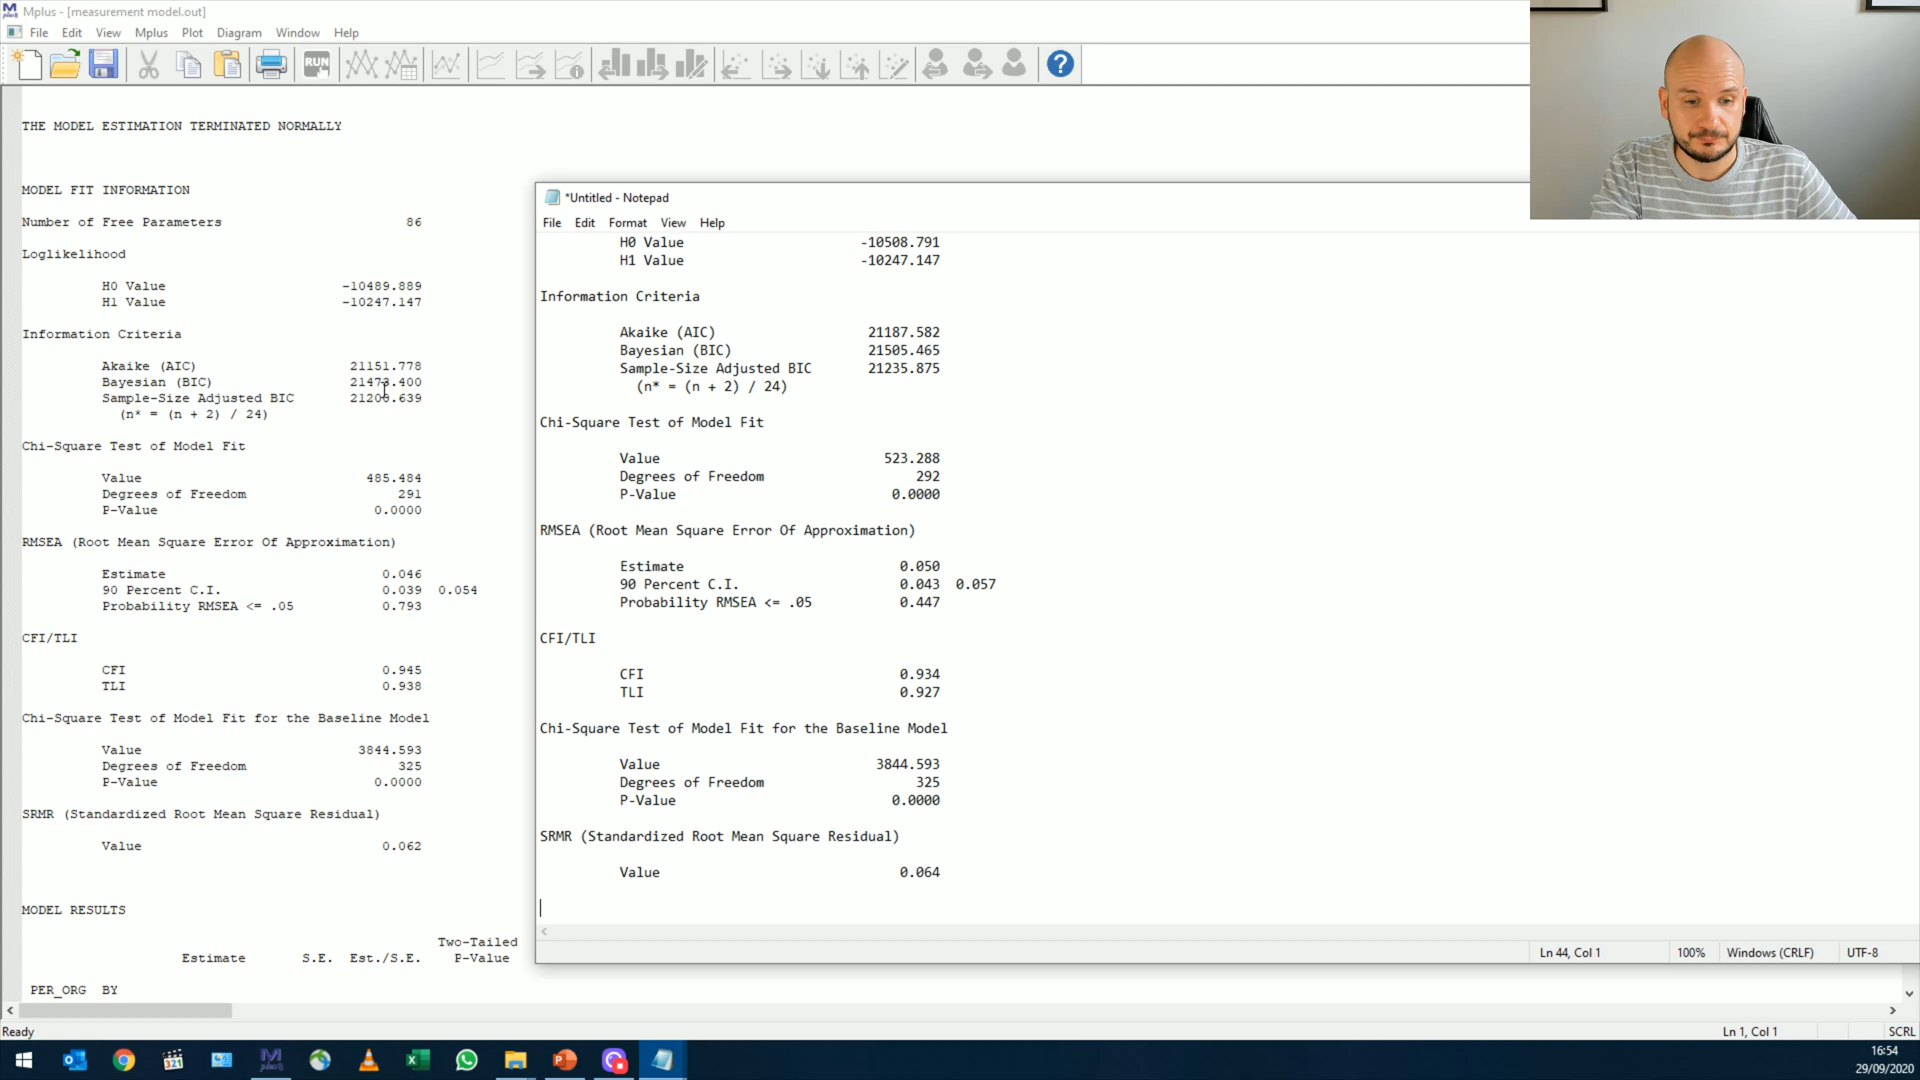 Mplus - [measurement model.out]
File Edit View Mplus Plot Diagram Window Help
RUN
THE MODEL ESTIMATION TERMINATED NORMALLY
MODEL FIT INFORMATION
Number of Free Parameters 86
Loglikelihood
H0 Value -10489.889
H1 Value -10247.147
Information Criteria
Akaike (AIC) 21151.778
Bayesian (BIC) 21473.400
Sample-Size Adjusted BIC 21200.639
(n* = (n + 2) / 24)
Chi-Square Test of Model Fit
Value 485.484
Degrees of Freedom 291
P-Value 0.0000
RMSEA (Root Mean Square Error Of Approximation)
Estimate 0.046
90 Percent C.I. 0.039 0.054
Probability RMSEA <= .05 0.793
CFI/TLI
CFI 0.945
TLI 0.938
Chi-Square Test of Model Fit for the Baseline Model
Value 3844.593
Degrees of Freedom 325
P-Value 0.0000
SRMR (Standardized Root Mean Square Residual)
Value 0.062
MODEL RESULTS
Two-Tailed
Estimate S.E. Est./S.E. P-Value
PER_ORG BY
*Untitled - Notepad
File Edit Format View Help
H0 Value -10508.791
H1 Value -10247.147
Information Criteria
Akaike (AIC) 21187.582
Bayesian (BIC) 21505.465
Sample-Size Adjusted BIC 21235.875
(n* = (n + 2) / 24)
Chi-Square Test of Model Fit
Value 523.288
Degrees of Freedom 292
P-Value 0.0000
RMSEA (Root Mean Square Error Of Approximation)
Estimate 0.050
90 Percent C.I. 0.043 0.057
Probability RMSEA <= .05 0.447
CFI/TLI
CFI 0.934
TLI 0.927
Chi-Square Test of Model Fit for the Baseline Model
Value 3844.593
Degrees of Freedom 325
P-Value 0.0000
SRMR (Standardized Root Mean Square Residual)
Value 0.064
Ln 44, Col 1 100% Windows (CRLF) UTF-8
Ready Ln 1, Col 1 SCRL
16:54
29/09/2020